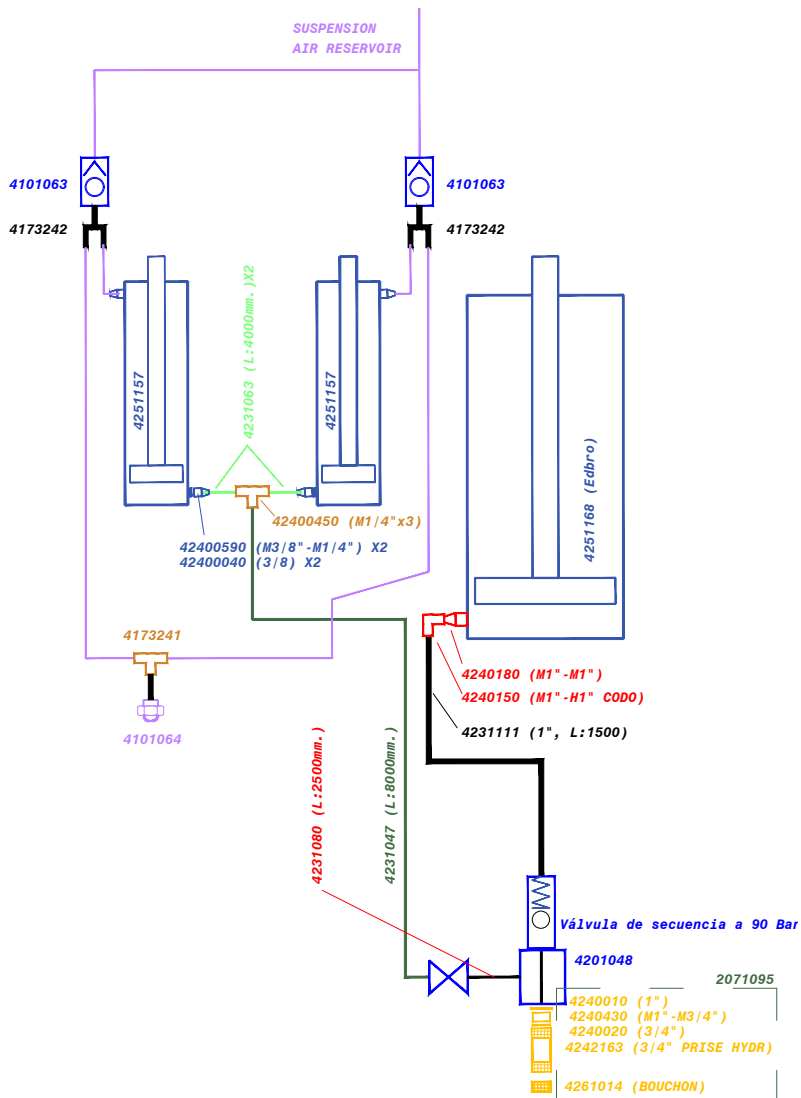 SUSPENSION
AIR RESERVOIR
4101063
4101063
4173242
4173242
4231063 (L:4000mm.)X2
4251157
4251157
4251168 (Edbro)
42400450 (M1/4"x3)
42400590 (M3/8"-M1/4") X2
42400040 (3/8) X2
4173241
4240180 (M1"-M1")
4240150 (M1"-H1" CODO)
4231111 (1", L:1500)
4101064
4231080 (L:2500mm.)
4231047 (L:8000mm.)
Válvula de secuencia a 90 Bar
4201048
2071095
4240010 (1")
4240430 (M1"-M3/4")
4240020 (3/4")
4242163 (3/4" PRISE HYDR)
4261014 (BOUCHON)